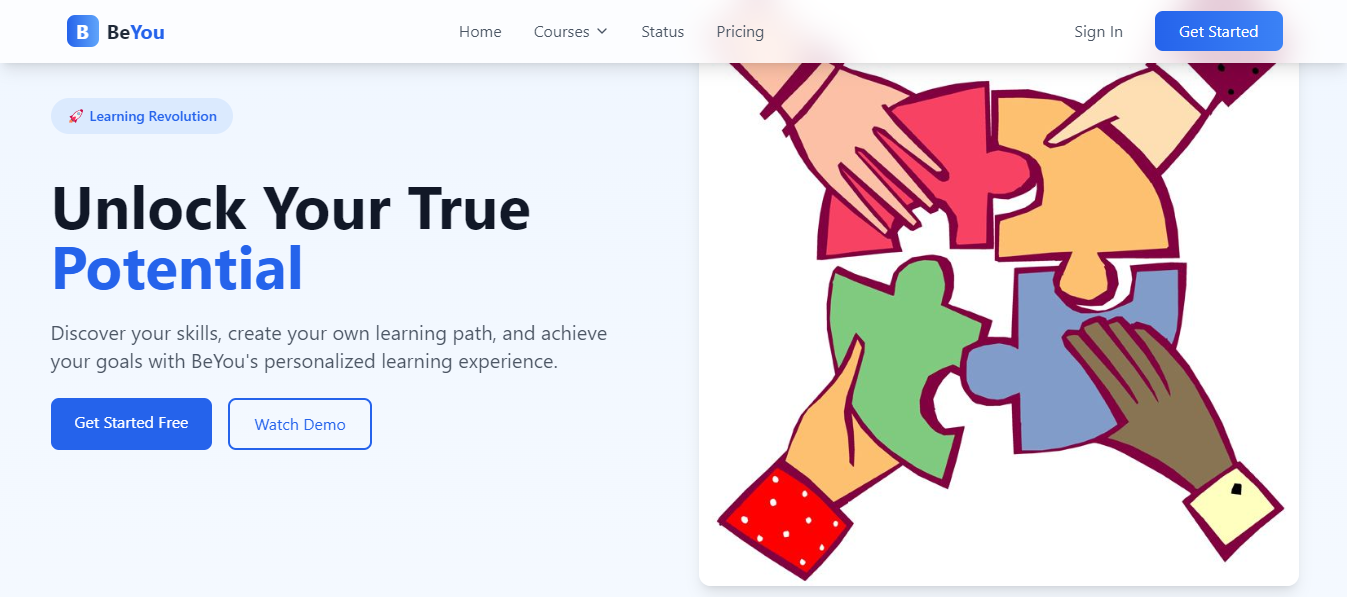 B BeYou
Home Courses Status Pricing
Sign In Get Started
🚀 Learning Revolution
Unlock Your True
Potential
Discover your skills, create your own learning path, and achieve
your goals with BeYou's personalized learning experience.
Get Started Free Watch Demo